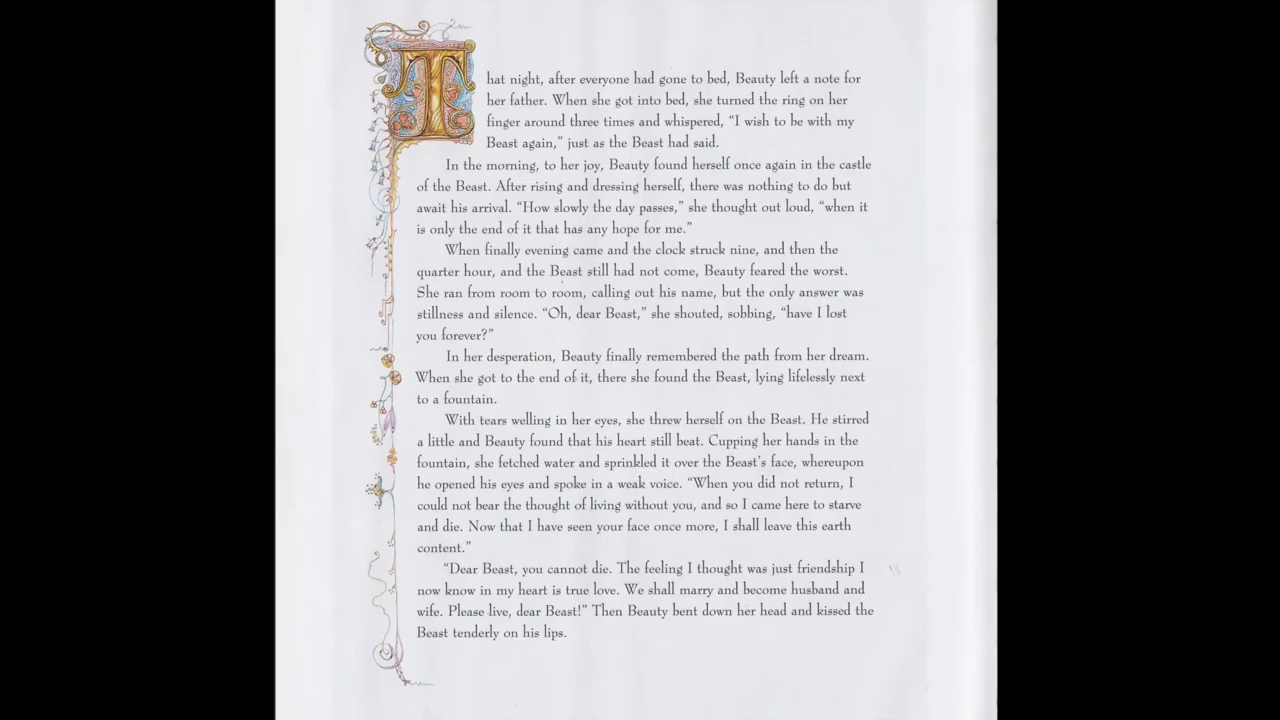 That night, after everyone had gone to bed, Beauty left a note for
her father. When she got into bed, she turned the ring on her
finger around three times and whispered, “I wish to be with my
Beast again,” just as the Beast had said.
In the morning, to her joy, Beauty found herself once again in the castle
of the Beast. After rising and dressing herself, there was nothing to do but
await his arrival. “How slowly the day passes,” she thought out loud, “when it
is only the end of it that has any hope for me.”
When finally evening came and the clock struck nine, and then the
quarter hour, and the Beast still had not come, Beauty feared the worst.
She ran from room to room, calling out his name, but the only answer was
stillness and silence. “Oh, dear Beast,” she shouted, sobbing, “have I lost
you forever?”
In her desperation, Beauty finally remembered the path from her dream.
When she got to the end of it, there she found the Beast, lying lifelessly next
to a fountain.
With tears welling in her eyes, she threw herself on the Beast. He stirred
a little and Beauty found that his heart still beat. Cupping her hands in the
fountain, she fetched water and sprinkled it over the Beast’s face, whereupon
he opened his eyes and spoke in a weak voice. “When you did not return, I
could not bear the thought of living without you, and so I came here to starve
and die. Now that I have seen your face once more, I shall leave this earth
content.”
“Dear Beast, you cannot die. The feeling I thought was just friendship I
now know in my heart is true love. We shall marry and become husband and
wife. Please live, dear Beast!” Then Beauty bent down her head and kissed the
Beast tenderly on his lips.